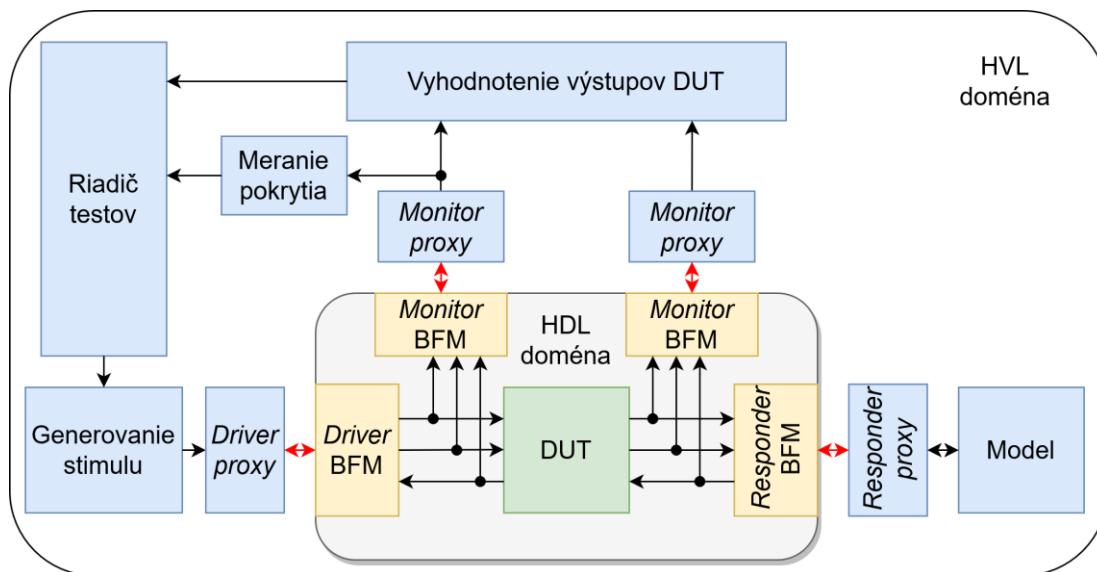 Vyhodnotenie výstupov DUT
HVL
doména
Riadič
testov
Meranie
pokrytia
Monitor
proxy
Monitor
proxy
Monitor
BFM
HDL
doména
Monitor
BFM
Generovanie
stimulu
Driver
proxy
Driver
BFM
DUT
Responder
BFM
Responder
proxy
Model